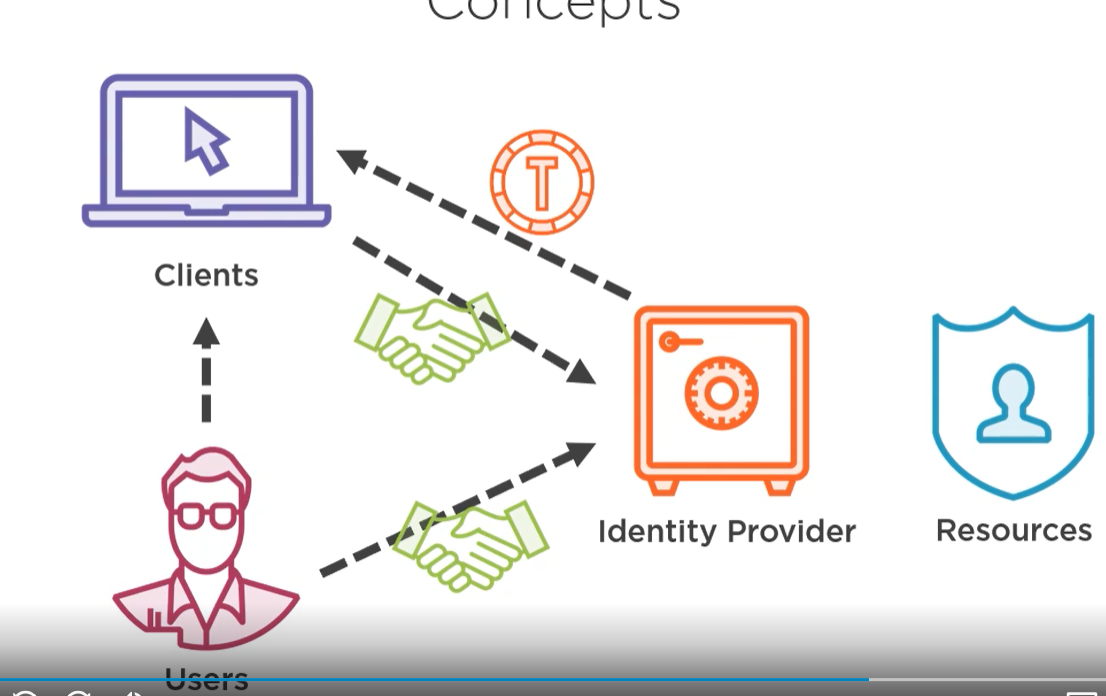 Concepts
T
Clients
Identity Provider
Resources
Users